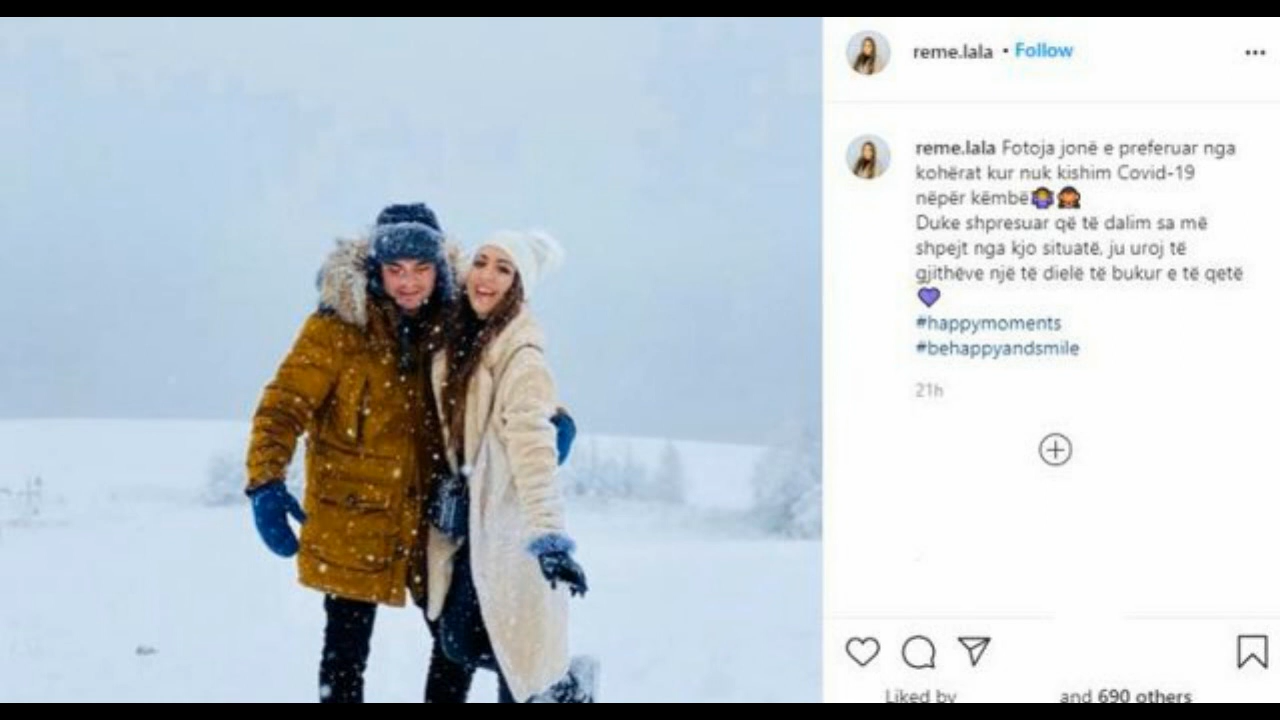 reme.lala • Follow
reme.lala Fotoja jonë e preferuar nga
kohërat kur nuk kishim Covid-19
nëpër këmbë🤷‍♀️🙈
Duke shpresuar që të dalim sa më
shpejt nga kjo situatë, ju uroj të
gjithëve një të dielë të bukur e të qetë
💜
#happymoments
#behappyandsmile
21h
Liked by and 690 others